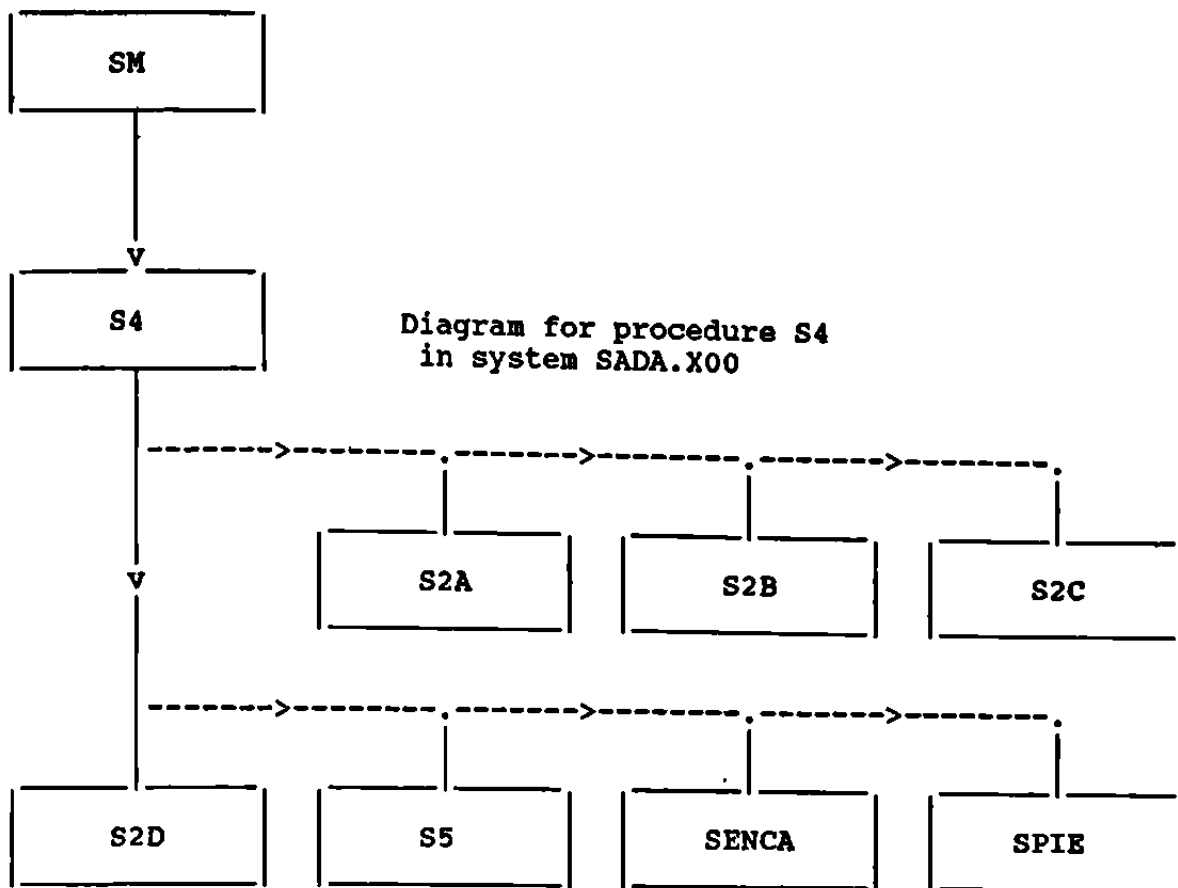 SM
S4
Diagram for procedure S4
in system SADA.X00
S2A
S2B
S2C
S2D
S5
SENCA
SPIE